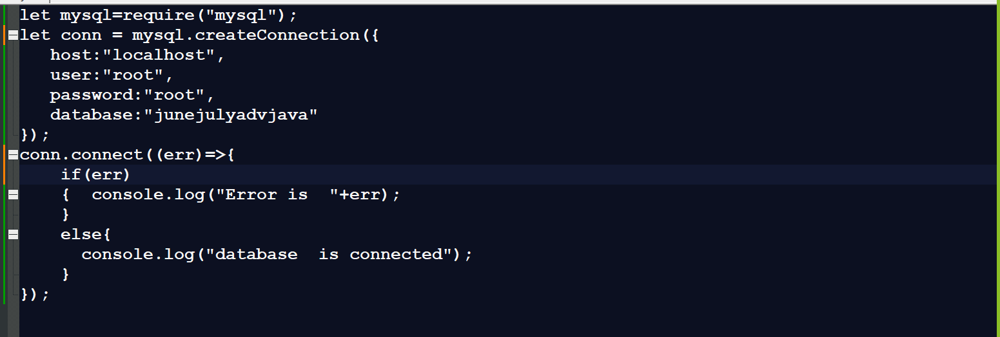 let mysql=require("mysql");
let conn = mysql.createConnection({
   host:"localhost",
   user:"root",
   password:"root",
   database:"junejulyadvjava"
});
conn.connect((err)=>{
    if(err)
    {  console.log("Error is  "+err);
    }
    else{
      console.log("database  is connected");
    }
});